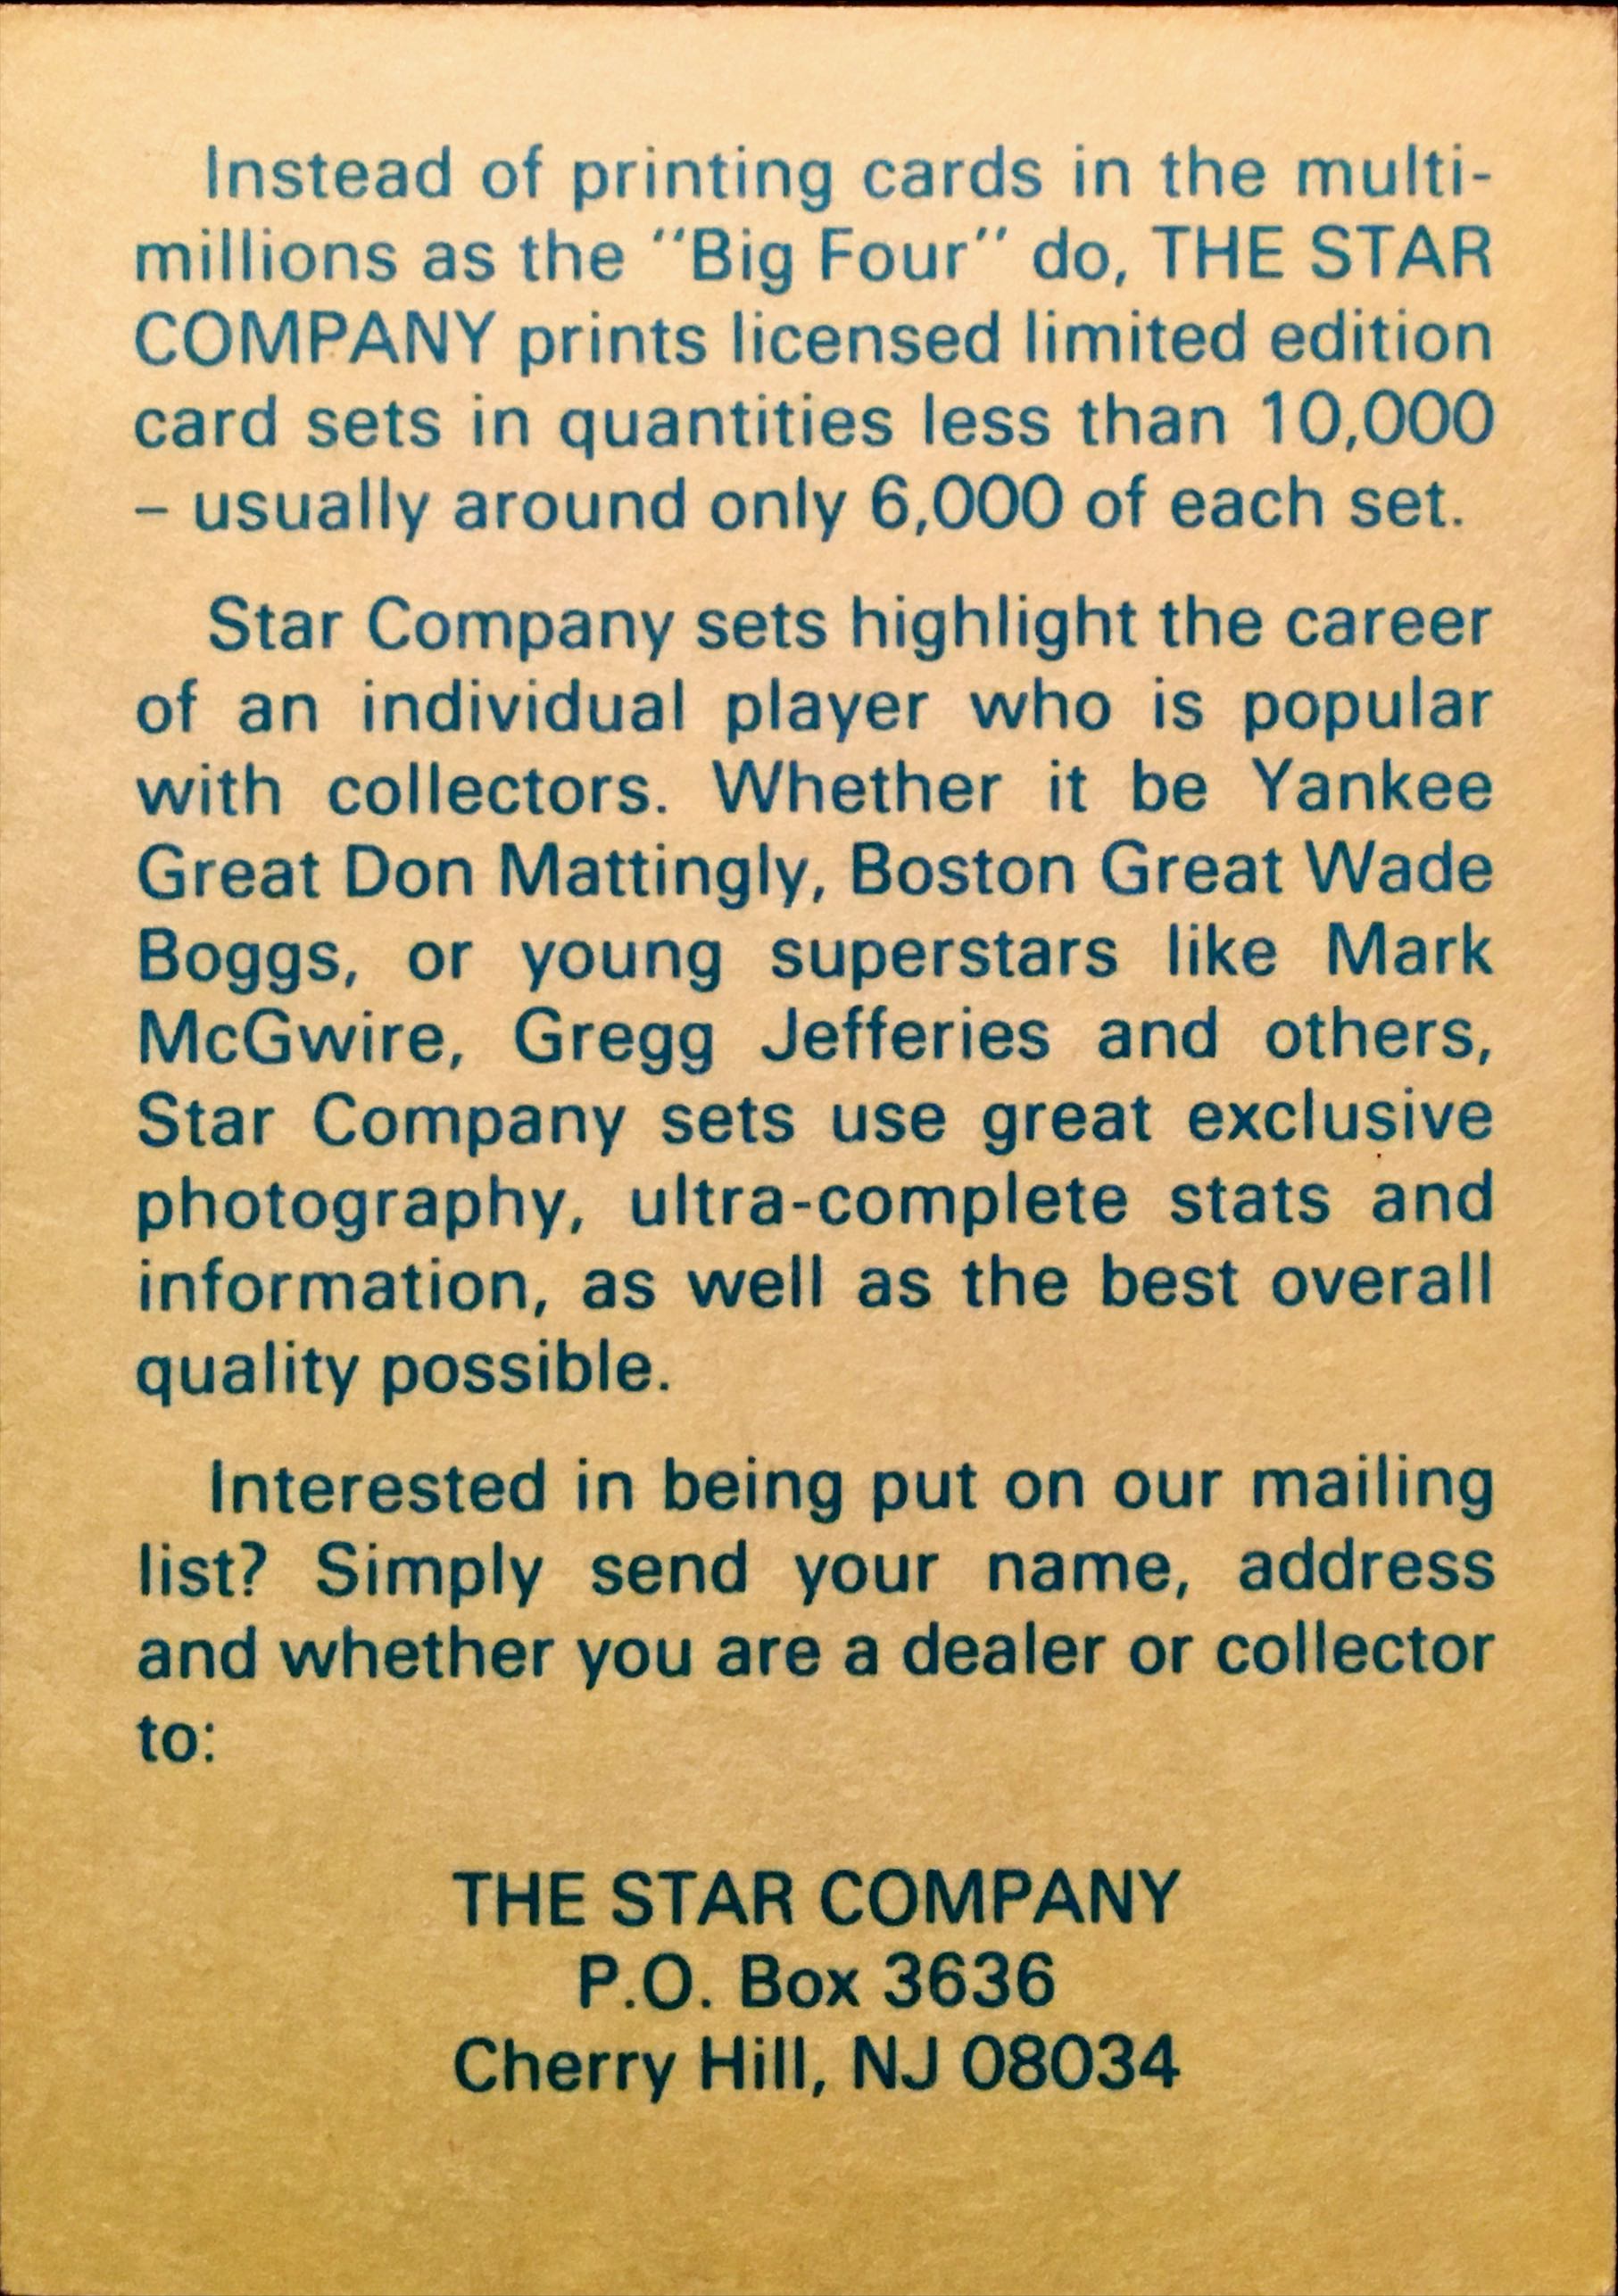 Instead of printing cards in the multi-
millions as the "Big Four" do, THE STAR
COMPANY prints licensed limited edition
card sets in quantities less than 10,000
– usually around only 6,000 of each set.
Star Company sets highlight the career
of an individual player who is popular
with collectors. Whether it be Yankee
Great Don Mattingly, Boston Great Wade
Boggs, or young superstars like Mark
McGwire, Gregg Jefferies and others,
Star Company sets use great exclusive
photography, ultra-complete stats and
information, as well as the best overall
quality possible.
Interested in being put on our mailing
list? Simply send your name, address
and whether you are a dealer or collector
to:
THE STAR COMPANY
P.O. Box 3636
Cherry Hill, NJ 08034